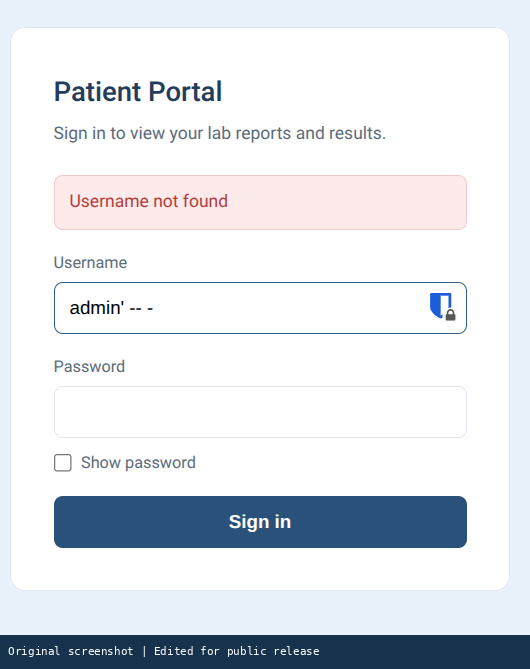 Patient Portal
Sign in to view your lab reports and results.
Username not found
Username
admin' -- -
Password
Show password
Sign in
Original screenshot | Edited for public release